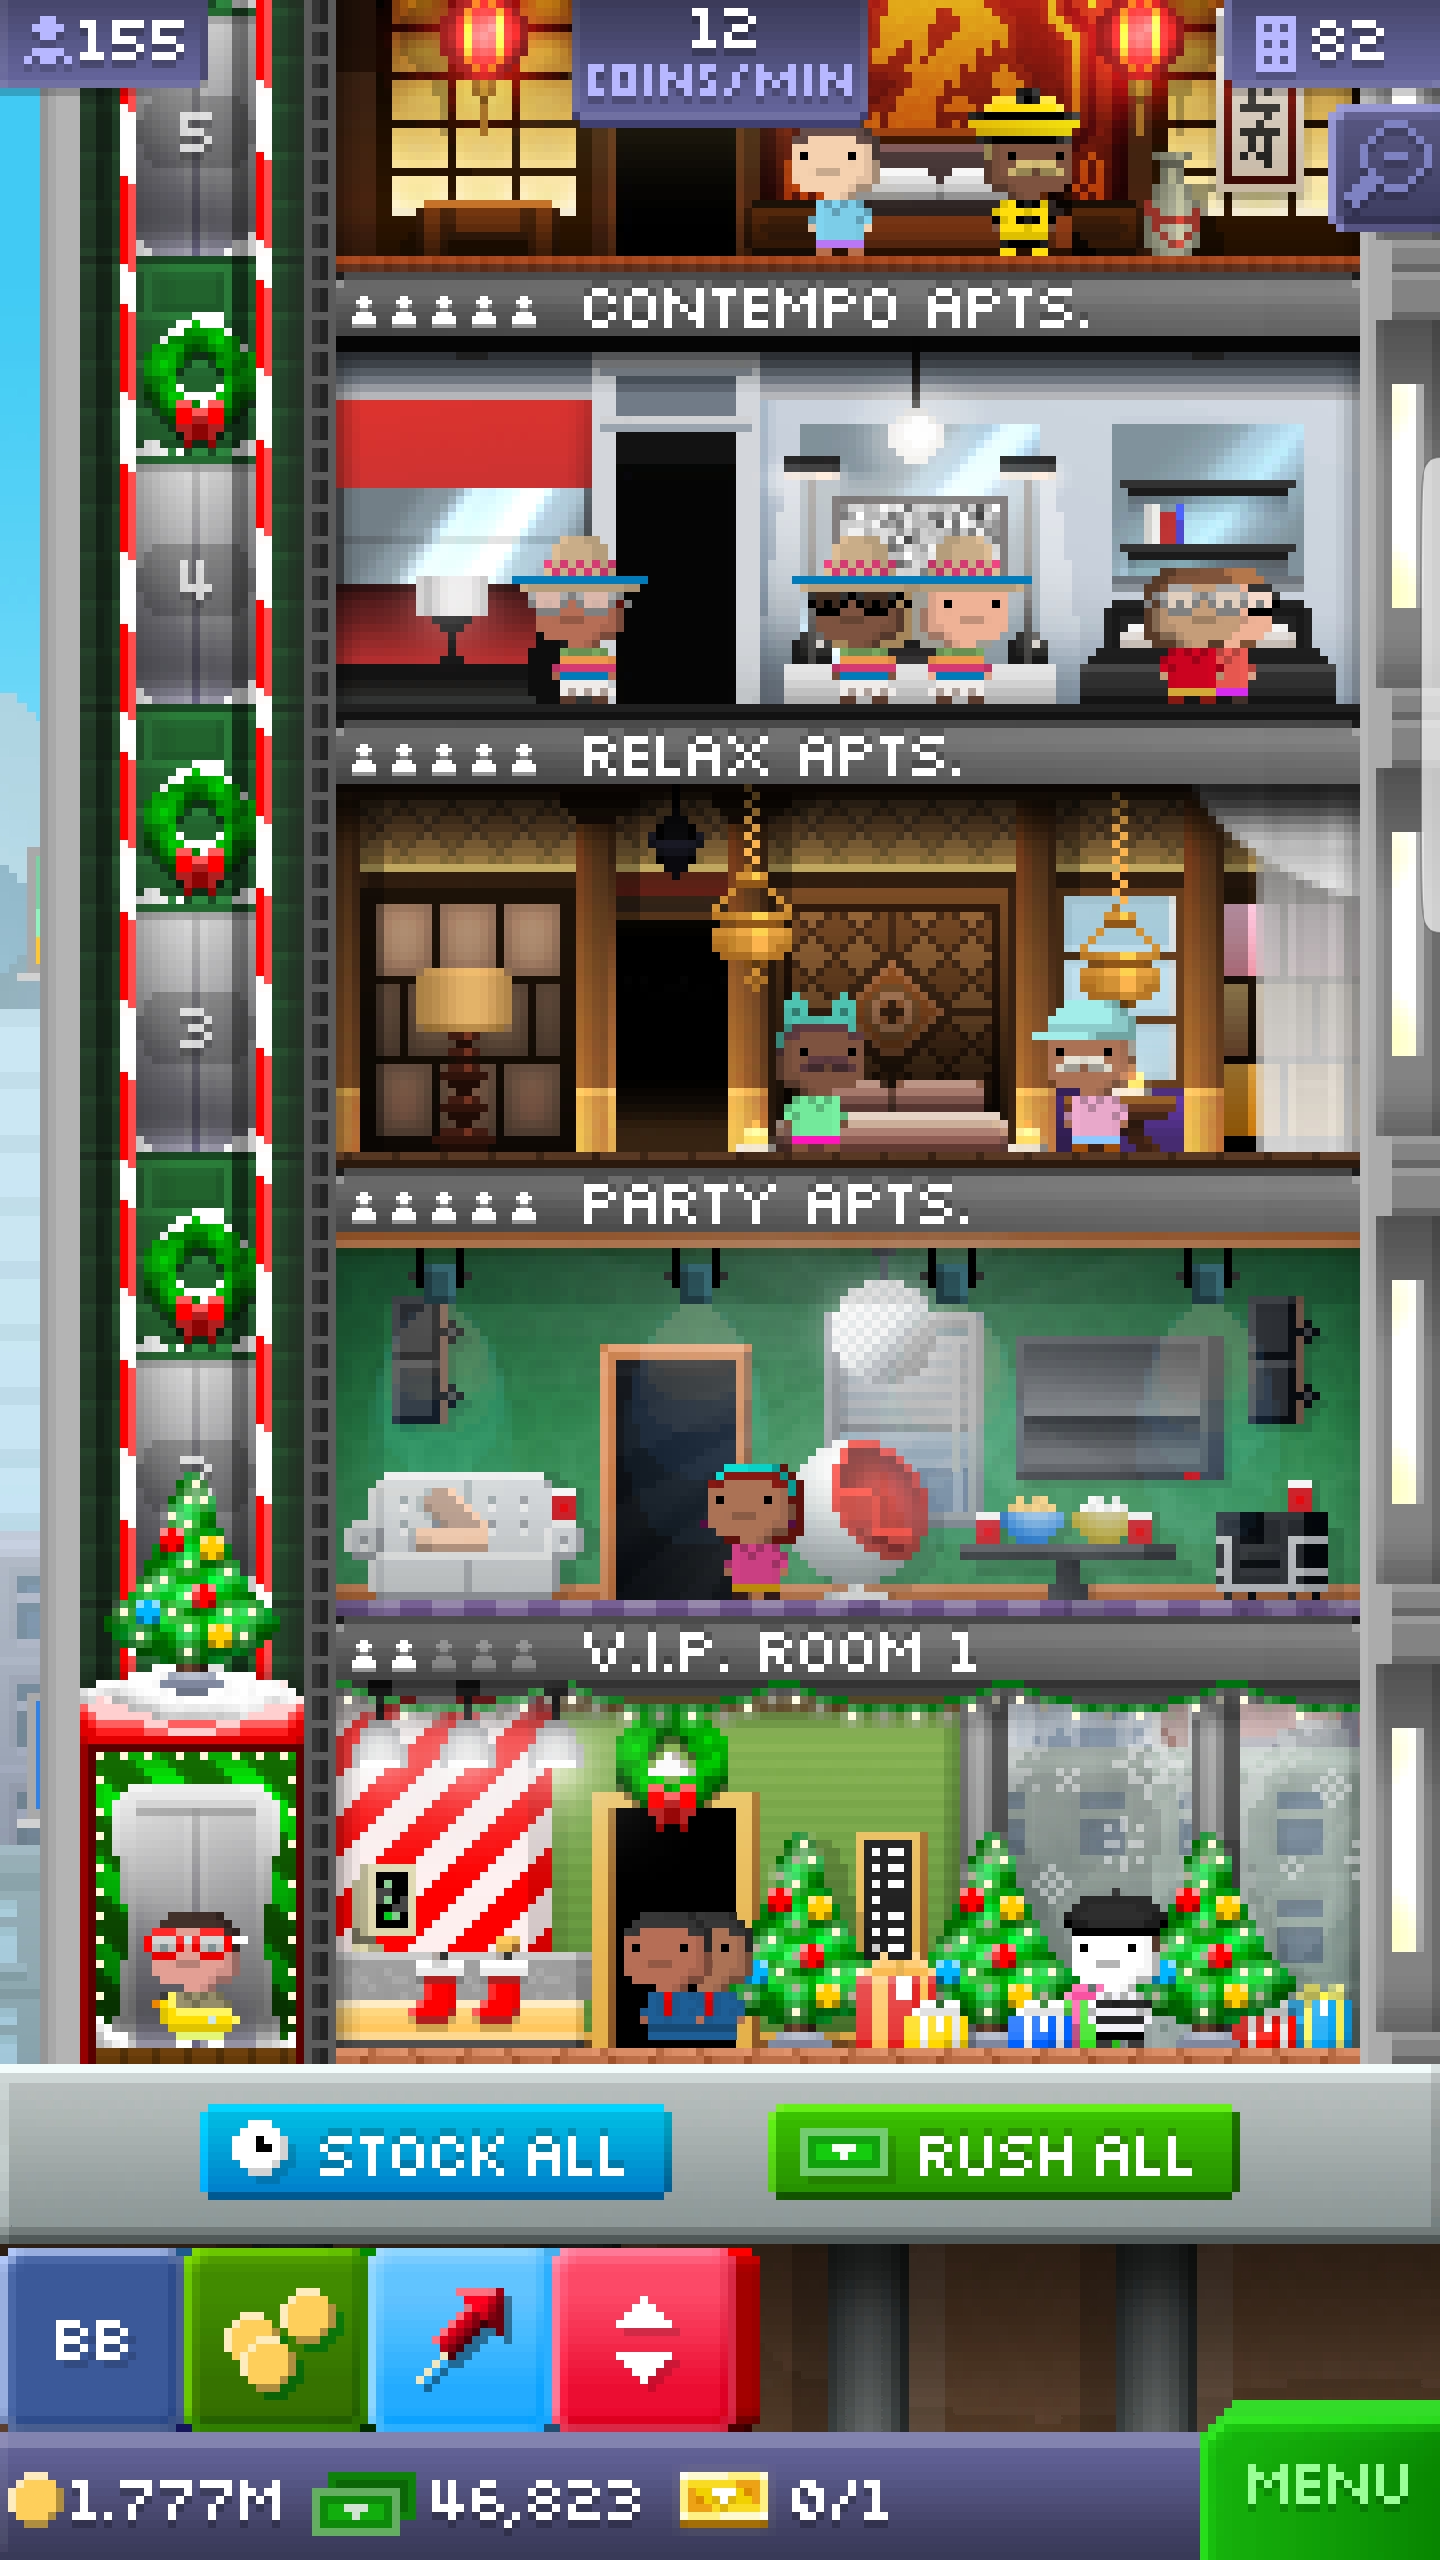 155
12
COINS/MIN
82
5
CONTEMPO APTS.
4
RELAX APTS.
3
PARTY APTS.
V.I.P. ROOM 1
STOCK ALL
RUSH ALL
BB
1.777M
46,823
0/1
MENU